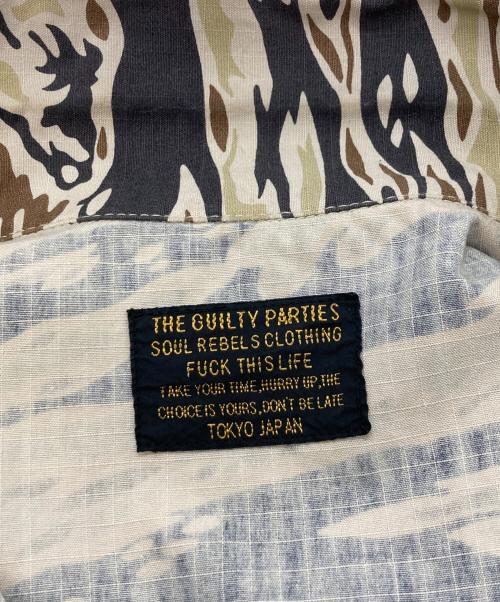 THE GUILTY PARTIES
SOUL REBELS CLOTHING
FUCK THIS LIFE
TAKE YOUR TIME,HURRY UP,THE
CHOICE IS YOURS,DON'T BE LATE
TOKYO JAPAN